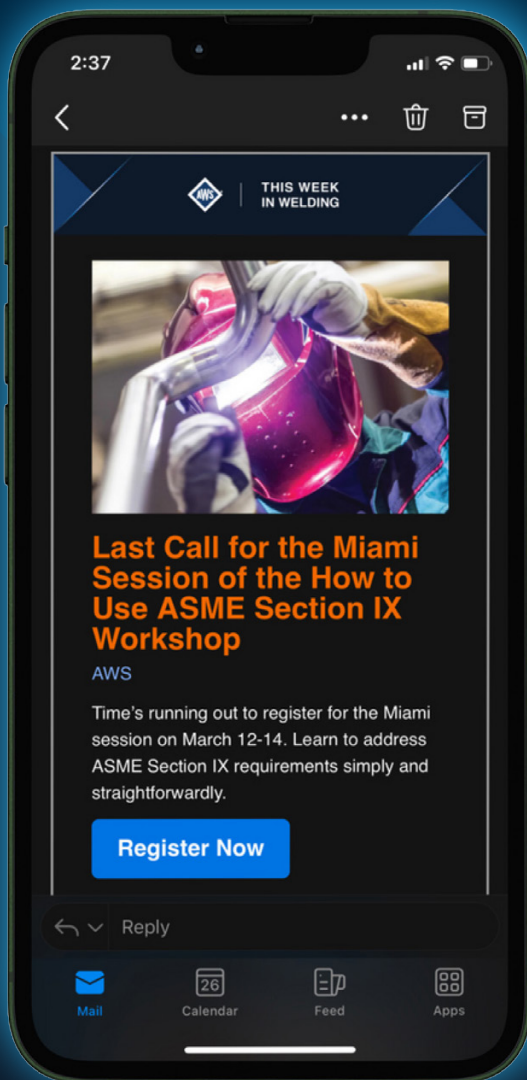 2:37
AWS
THIS WEEK
IN WELDING
Last Call for the Miami
Session of the How to
Use ASME Section IX
Workshop
AWS
Time's running out to register for the Miami
session on March 12-14. Learn to address
ASME Section IX requirements simply and
straightforwardly.
Register Now
Reply
26
Mail
Calendar
Feed
Apps